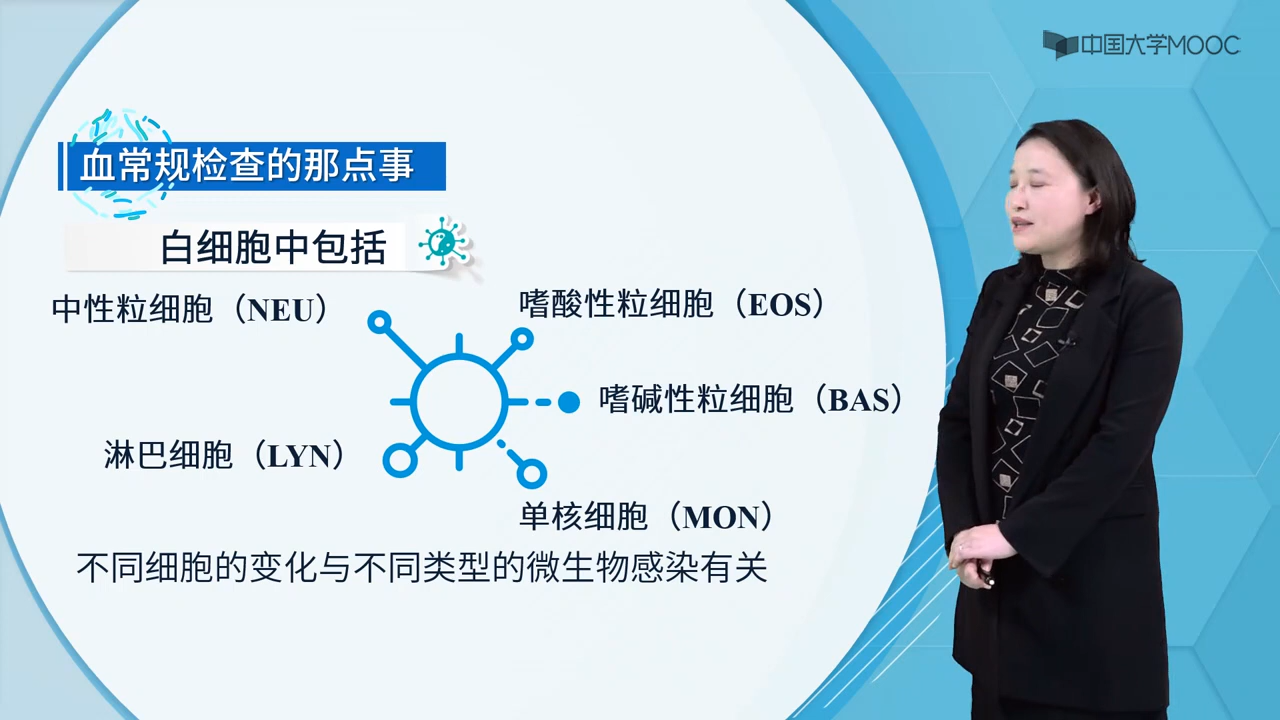 中国大学MOOC
血常规检查的那点事
白细胞中包括
中性粒细胞（NEU）
嗜酸性粒细胞（EOS）
嗜碱性粒细胞（BAS）
淋巴细胞（LYN）
单核细胞（MON）
不同细胞的变化与不同类型的微生物感染有关